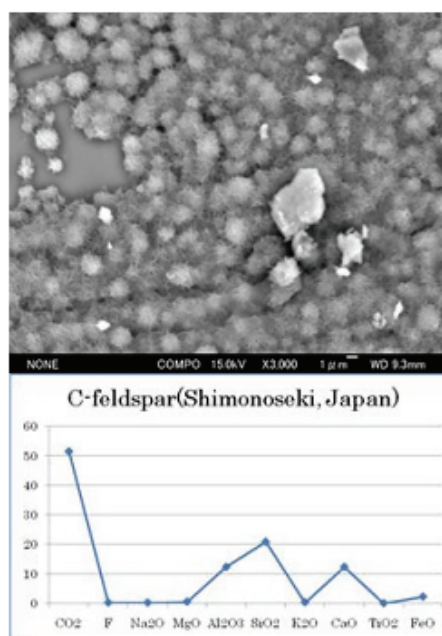 NONE COMPO 15.0kV X3,000 1μm WD 9.3mm
C-feldspar(Shimonoseki, Japan)
60
50
40
30
20
10
0
CO2 F Na2O MgO Al2O3 SiO2 K2O CaO TiO2 FeO